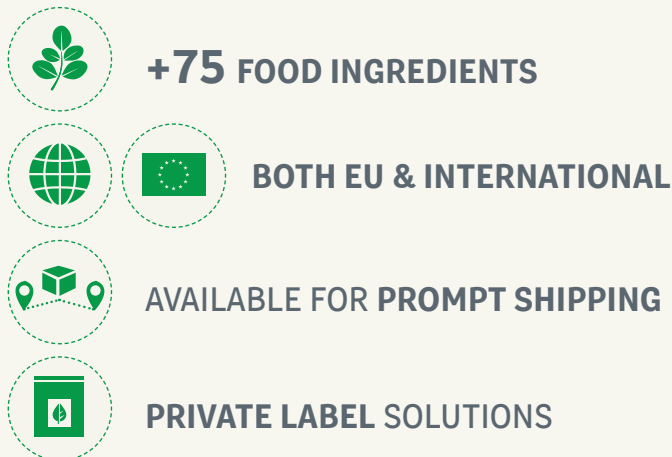 +75 FOOD INGREDIENTS
BOTH EU & INTERNATIONAL
AVAILABLE FOR PROMPT SHIPPING
PRIVATE LABEL SOLUTIONS